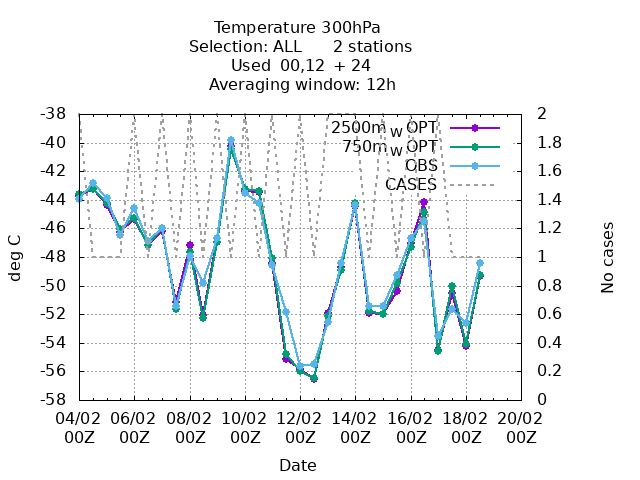 Temperature 300hPa
Selection: ALL 2 stations
Used 00,12 + 24
Averaging window: 12h
-38
-40
-42
-44
-46
-48
-50
-52
-54
-56
-58
deg C
2500m w OPT
750m w OPT
OBS
CASES
2
1.8
1.6
1.4
1.2
1
0.8
0.6
0.4
0.2
0
No cases
04/02 06/02 08/02 10/02 12/02 14/02 16/02 18/02 20/02
00Z 00Z 00Z 00Z 00Z 00Z 00Z 00Z 00Z
Date